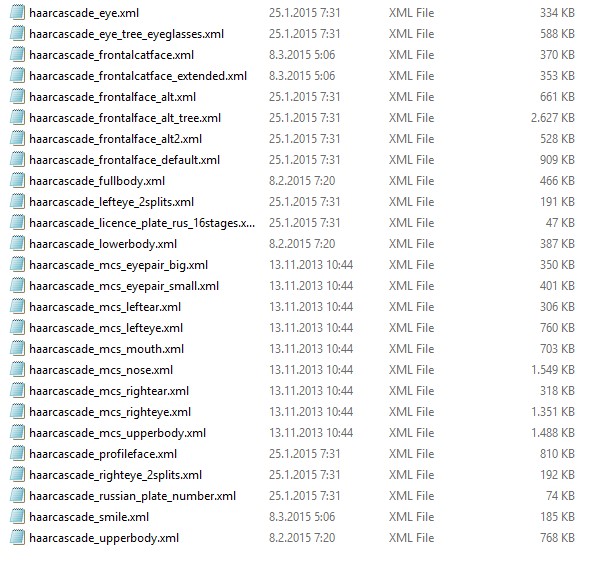 haarcascade_eye.xml 25.1.2015 7:31 XML File 334 KB
haarcascade_eye_tree_eyeglasses.xml 25.1.2015 7:31 XML File 588 KB
haarcascade_frontalcatface.xml 8.3.2015 5:06 XML File 370 KB
haarcascade_frontalcatface_extended.xml 8.3.2015 5:06 XML File 353 KB
haarcascade_frontalface_alt.xml 25.1.2015 7:31 XML File 661 KB
haarcascade_frontalface_alt_tree.xml 25.1.2015 7:31 XML File 2.627 KB
haarcascade_frontalface_alt2.xml 25.1.2015 7:31 XML File 528 KB
haarcascade_frontalface_default.xml 25.1.2015 7:31 XML File 909 KB
haarcascade_fullbody.xml 8.2.2015 7:20 XML File 466 KB
haarcascade_lefteye_2splits.xml 25.1.2015 7:31 XML File 191 KB
haarcascade_licence_plate_rus_16stages.x... 25.1.2015 7:31 XML File 47 KB
haarcascade_lowerbody.xml 8.2.2015 7:20 XML File 387 KB
haarcascade_mcs_eyepair_big.xml 13.11.2013 10:44 XML File 350 KB
haarcascade_mcs_eyepair_small.xml 13.11.2013 10:44 XML File 401 KB
haarcascade_mcs_leftear.xml 13.11.2013 10:44 XML File 306 KB
haarcascade_mcs_lefteye.xml 13.11.2013 10:44 XML File 760 KB
haarcascade_mcs_mouth.xml 13.11.2013 10:44 XML File 703 KB
haarcascade_mcs_nose.xml 13.11.2013 10:44 XML File 1.549 KB
haarcascade_mcs_rightear.xml 13.11.2013 10:44 XML File 318 KB
haarcascade_mcs_righteye.xml 13.11.2013 10:44 XML File 1.351 KB
haarcascade_mcs_upperbody.xml 13.11.2013 10:44 XML File 1.488 KB
haarcascade_profileface.xml 25.1.2015 7:31 XML File 810 KB
haarcascade_righteye_2splits.xml 25.1.2015 7:31 XML File 192 KB
haarcascade_russian_plate_number.xml 25.1.2015 7:31 XML File 74 KB
haarcascade_smile.xml 8.3.2015 5:06 XML File 185 KB
haarcascade_upperbody.xml 8.2.2015 7:20 XML File 768 KB